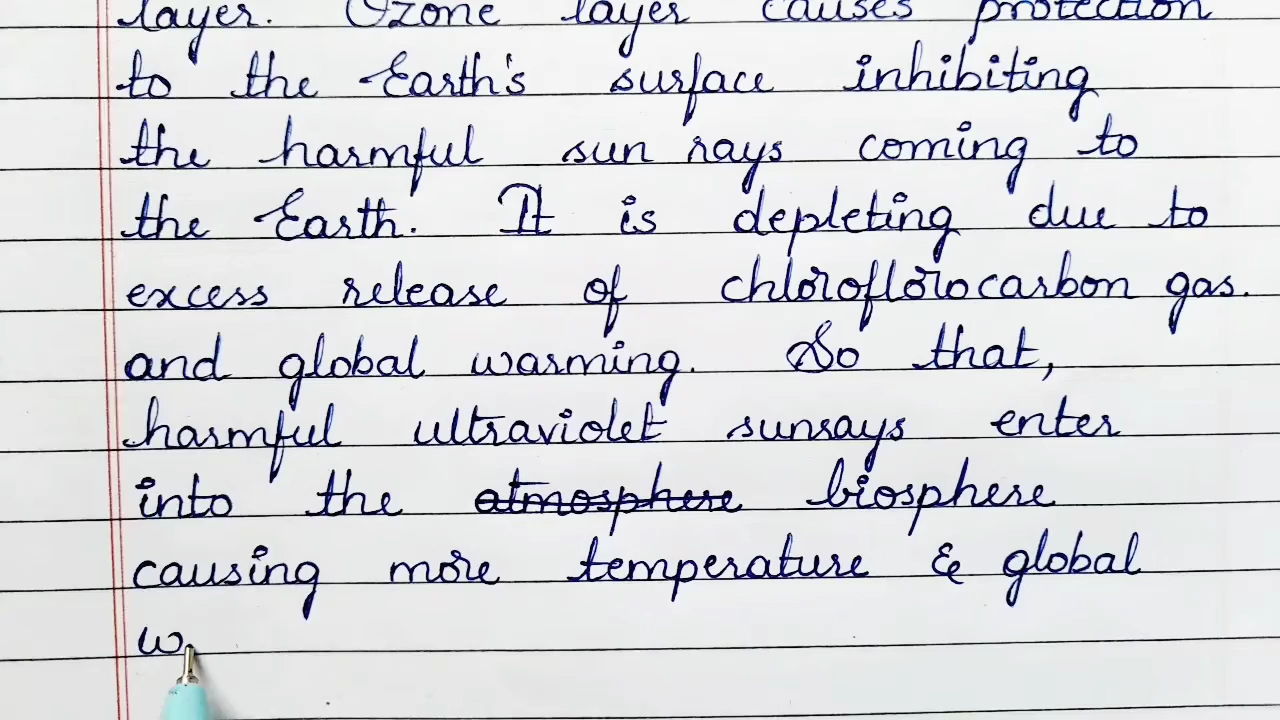 layer. Ozone layer causes protection
to the Earth's surface inhibiting
the harmful sun rays coming to
the Earth. It is depleting due to
excess release of chloroflorocarbon gas.
and global warming. So that,
harmful ultraviolet sunrays enter
into the atmosphere biosphere
causing more temperature & global
w